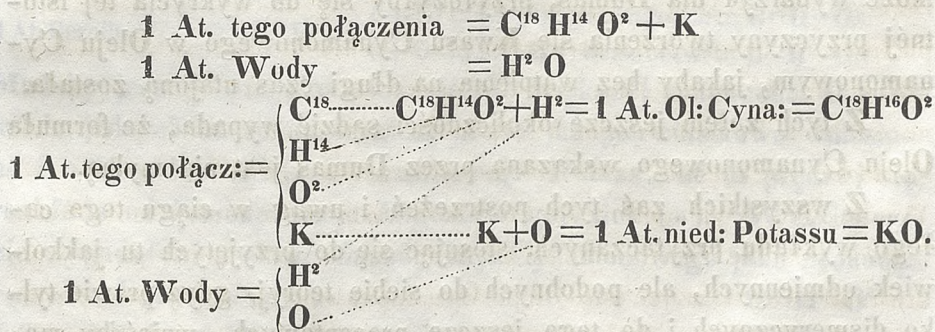 1 At. tego połączenia = C¹⁸ H¹⁴ O² + K
1 At. Wody = H² O
C¹⁸........C¹⁸H¹⁴O²+H²=1 At. Ol: Cyna:=C¹⁸H¹⁶O²
H¹⁴
1 At. tego połącz:=
O²
K.................... K+O = 1 At. nied: Potassu=KO.
H²
1 At. Wody =
O